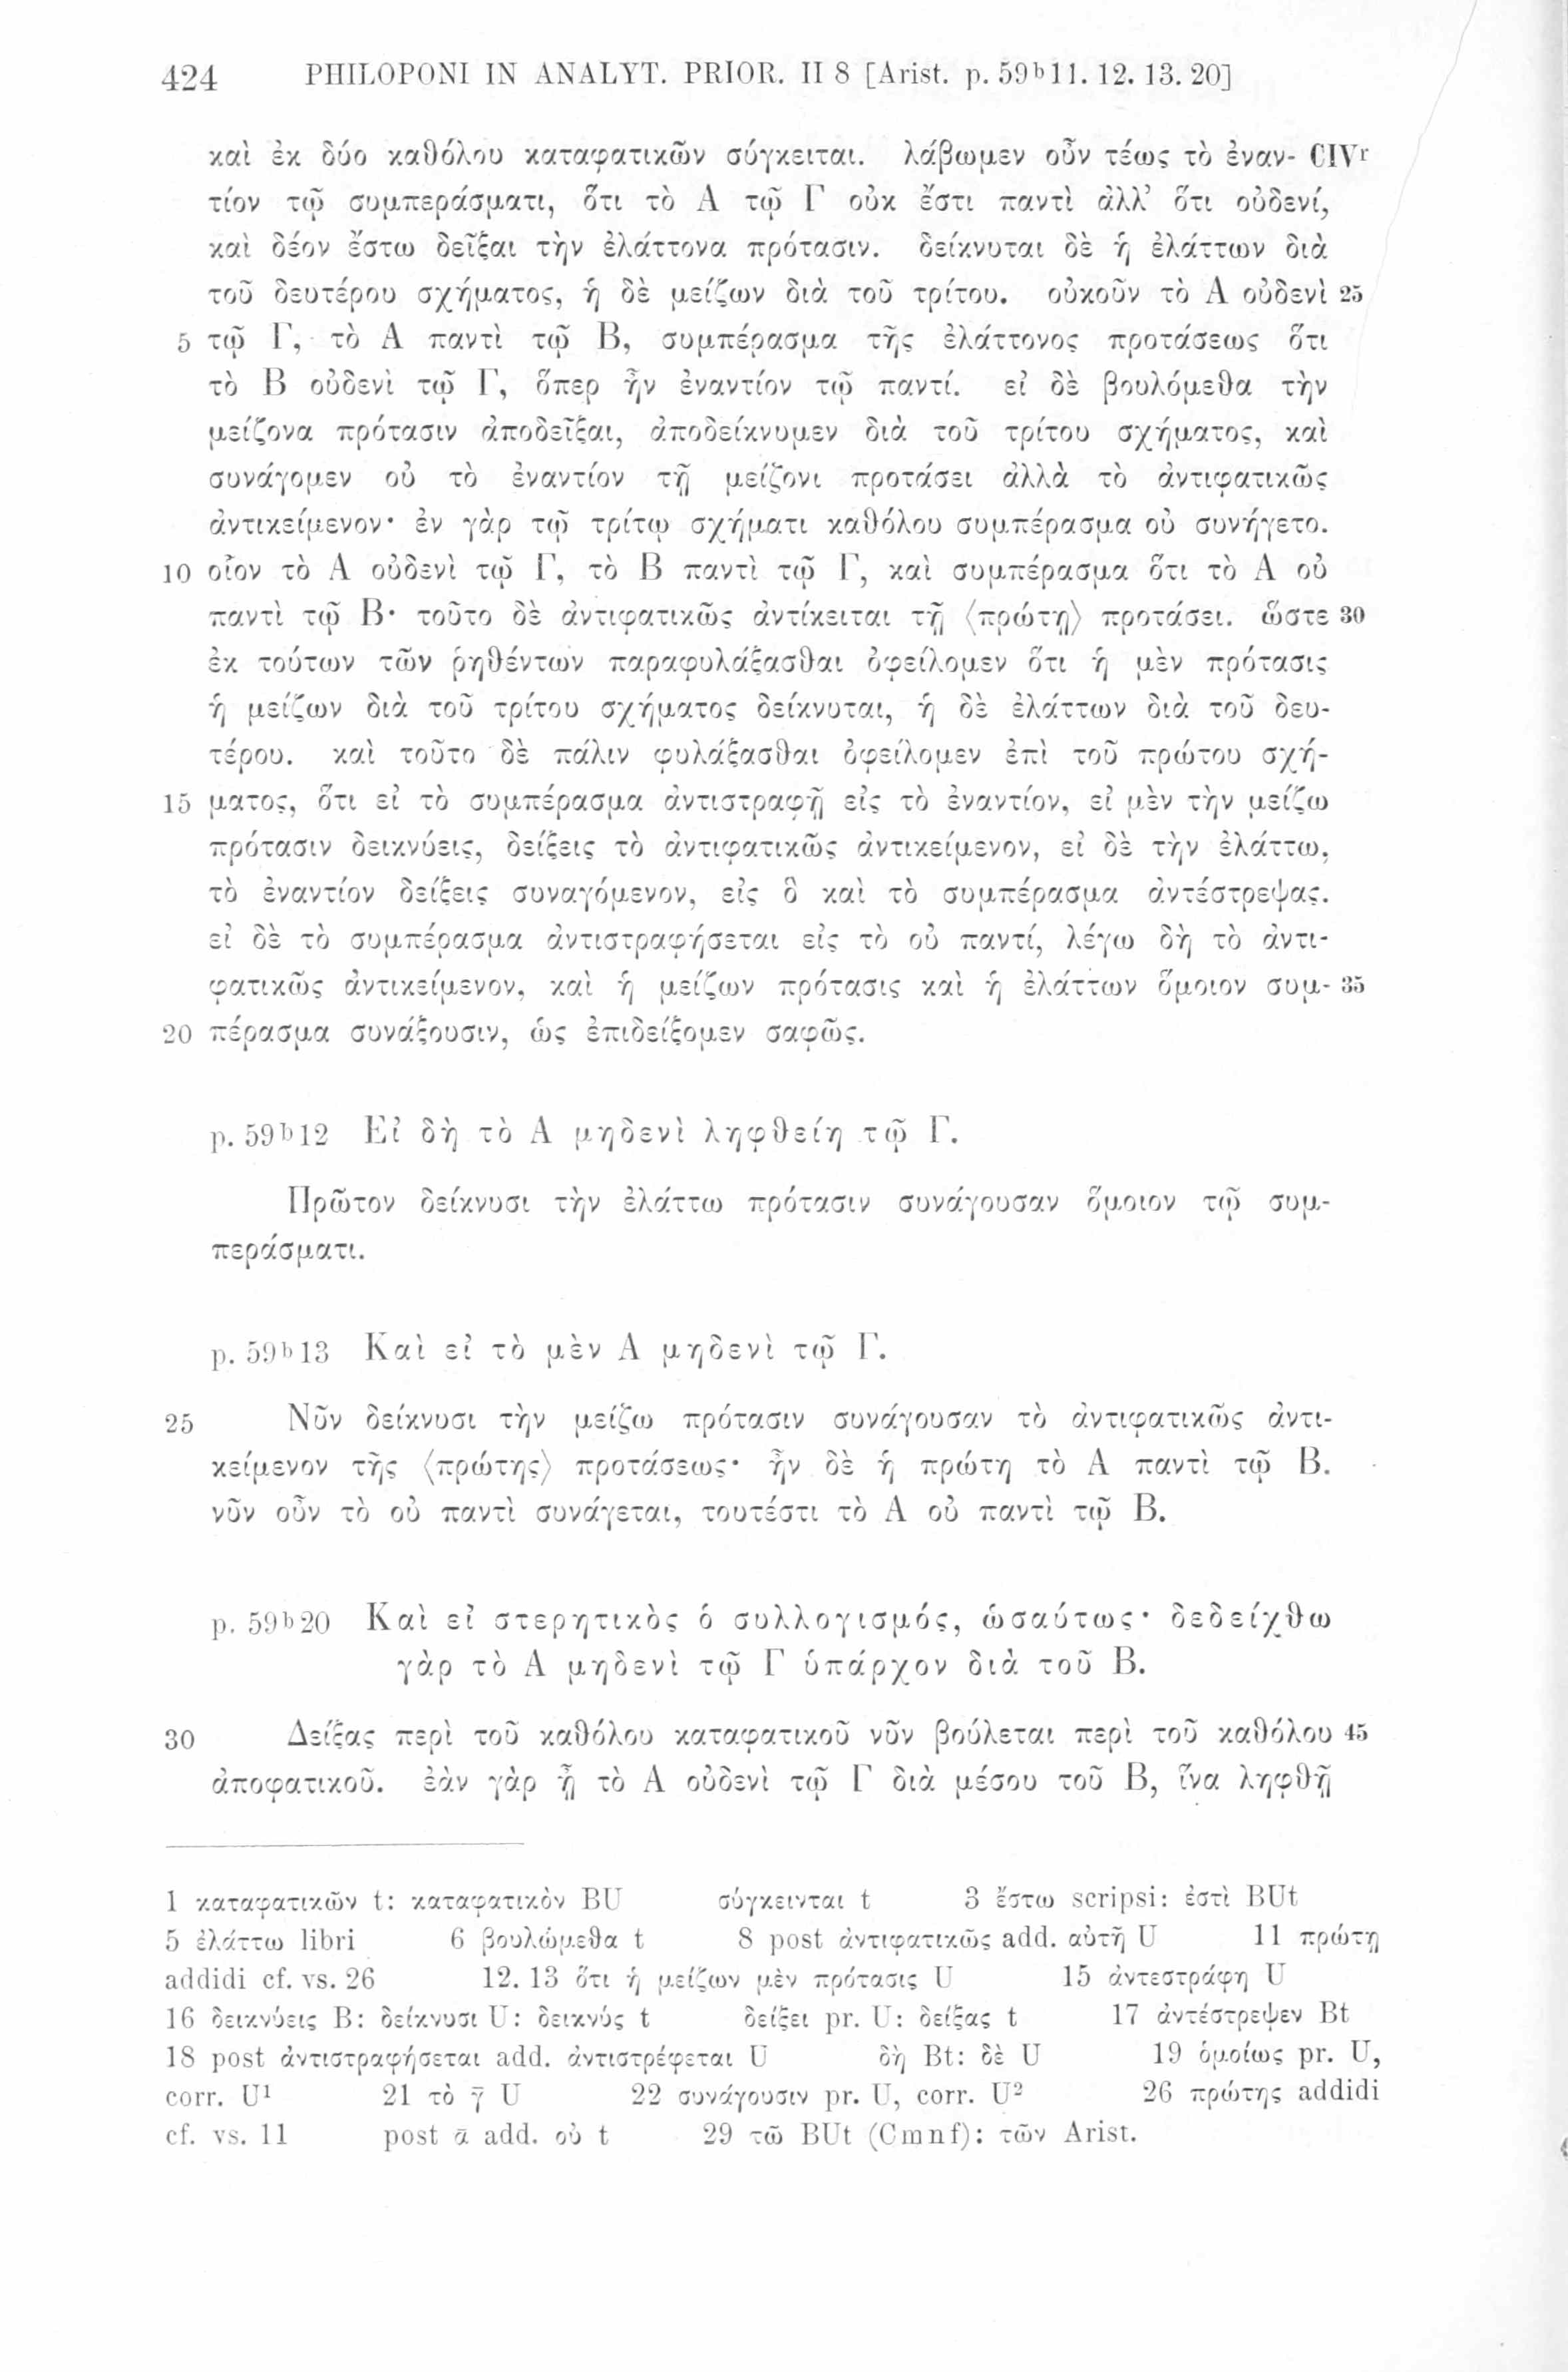 424 PHILOPONI IN ANALYT. PRIOR. II 8 [Arist. p. 59ᵇ11. 12. 13. 20]
καὶ ἐκ δύο καθόλου καταφατικῶν σύγκειται. λάβωμεν οὖν τέως τὸ ἐναν- CIVʳ
τίον τῷ συμπεράσματι, ὅτι τὸ Α τῷ Γ οὐκ ἔστι παντὶ ἀλλ’ ὅτι οὐδενί,
καὶ δέον ἔστω δεῖξαι τὴν ἐλάττονα πρότασιν. δείκνυται δὲ ἡ ἐλάττων διὰ
τοῦ δευτέρου σχήματος, ἡ δὲ μείζων διὰ τοῦ τρίτου. οὐκοῦν τὸ Α οὐδενὶ 25
5 τῷ Γ, τὸ Α παντὶ τῷ Β, συμπέρασμα τῆς ἐλάττονος προτάσεως ὅτι
τὸ Β οὐδενὶ τῷ Γ, ὅπερ ἦν ἐναντίον τῷ παντί. εἰ δὲ βουλόμεθα τὴν
μείζονα πρότασιν ἀποδεῖξαι, ἀποδείκνυμεν διὰ τοῦ τρίτου σχήματος, καὶ
συνάγομεν οὐ τὸ ἐναντίον τῇ μείζονι προτάσει ἀλλὰ τὸ ἀντιφατικῶς
ἀντικείμενον· ἐν γὰρ τῷ τρίτῳ σχήματι καθόλου συμπέρασμα οὐ συνήγετο.
10 οἷον τὸ Α οὐδενὶ τῷ Γ, τὸ Β παντὶ τῷ Γ, καὶ συμπέρασμα ὅτι τὸ Α οὐ
παντὶ τῷ Β· τοῦτο δὲ ἀντιφατικῶς ἀντίκειται τῇ ⟨πρώτῃ⟩ προτάσει. ὥστε 30
ἐκ τούτων τῶν ῥηθέντων παραφυλάξασθαι ὀφείλομεν ὅτι ἡ μὲν πρότασις
ἡ μείζων διὰ τοῦ τρίτου σχήματος δείκνυται, ἡ δὲ ἐλάττων διὰ τοῦ δευ-
τέρου. καὶ τοῦτο δὲ πάλιν φυλάξασθαι ὀφείλομεν ἐπὶ τοῦ πρώτου σχή-
15 ματος, ὅτι εἰ τὸ συμπέρασμα ἀντιστραφῇ εἰς τὸ ἐναντίον, εἰ μὲν τὴν μείζω
πρότασιν δεικνύεις, δείξεις τὸ ἀντιφατικῶς ἀντικείμενον, εἰ δὲ τὴν ἐλάττω,
τὸ ἐναντίον δείξεις συναγόμενον, εἰς ὃ καὶ τὸ συμπέρασμα ἀντέστρεψας.
εἰ δὲ τὸ συμπέρασμα ἀντιστραφήσεται εἰς τὸ οὐ παντί, λέγω δὴ τὸ ἀντι-
φατικῶς ἀντικείμενον, καὶ ἡ μείζων πρότασις καὶ ἡ ἐλάττων ὅμοιον συμ- 35
20 πέρασμα συνάξουσιν, ὡς ἐπιδείξομεν σαφῶς.
p. 59ᵇ12 Εἰ δὴ τὸ Α μηδενὶ ληφθείη τῷ Γ.
Πρῶτον δείκνυσι τὴν ἐλάττω πρότασιν συνάγουσαν ὅμοιον τῷ συμ-
περάσματι.
p. 59ᵇ13 Καὶ εἰ τὸ μὲν Α μηδενὶ τῷ Γ.
25 Νῦν δείκνυσι τὴν μείζω πρότασιν συνάγουσαν τὸ ἀντιφατικῶς ἀντι-
κείμενον τῆς ⟨πρώτης⟩ προτάσεως· ἦν δὲ ἡ πρώτη τὸ Α παντὶ τῷ Β.
νῦν οὖν τὸ οὐ παντὶ συνάγεται, τουτέστι τὸ Α οὐ παντὶ τῷ Β.
p. 59ᵇ20 Καὶ εἰ στερητικὸς ὁ συλλογισμός, ὡσαύτως· δεδείχθω
γὰρ τὸ Α μηδενὶ τῷ Γ ὑπάρχον διὰ τοῦ Β.
30 Δείξας περὶ τοῦ καθόλου καταφατικοῦ νῦν βούλεται περὶ τοῦ καθόλου 45
ἀποφατικοῦ. ἐὰν γὰρ ᾖ τὸ Α οὐδενὶ τῷ Γ διὰ μέσου τοῦ Β, ἵνα ληφθῇ
1 καταφατικῶν t: καταφατικὸν BU σύγκεινται t 3 ἔστω scripsi: ἐστὶ BUt
5 ἐλάττω libri 6 βουλώμεθα t 8 post ἀντιφατικῶς add. αὐτῆ U 11 πρώτῃ
addidi cf. vs. 26 12. 13 ὅτι ἡ μείζων μὲν πρότασις U 15 ἀντεστράφη U
16 δεικνύεις B: δείκνυσι U: δεικνύς t δείξει pr. U: δείξας t 17 ἀντέστρεψεν Bt
18 post ἀντιστραφήσεται add. ἀντιστρέφεται U δὴ Bt: δὲ U 19 ὁμοίως pr. U,
corr. U¹ 21 τὸ γ̄ U 22 συνάγουσιν pr. U, corr. U² 26 πρώτης addidi
cf. vs. 11 post ᾱ add. οὐ t 29 τῶ BUt (Cmnf): τῶν Arist.